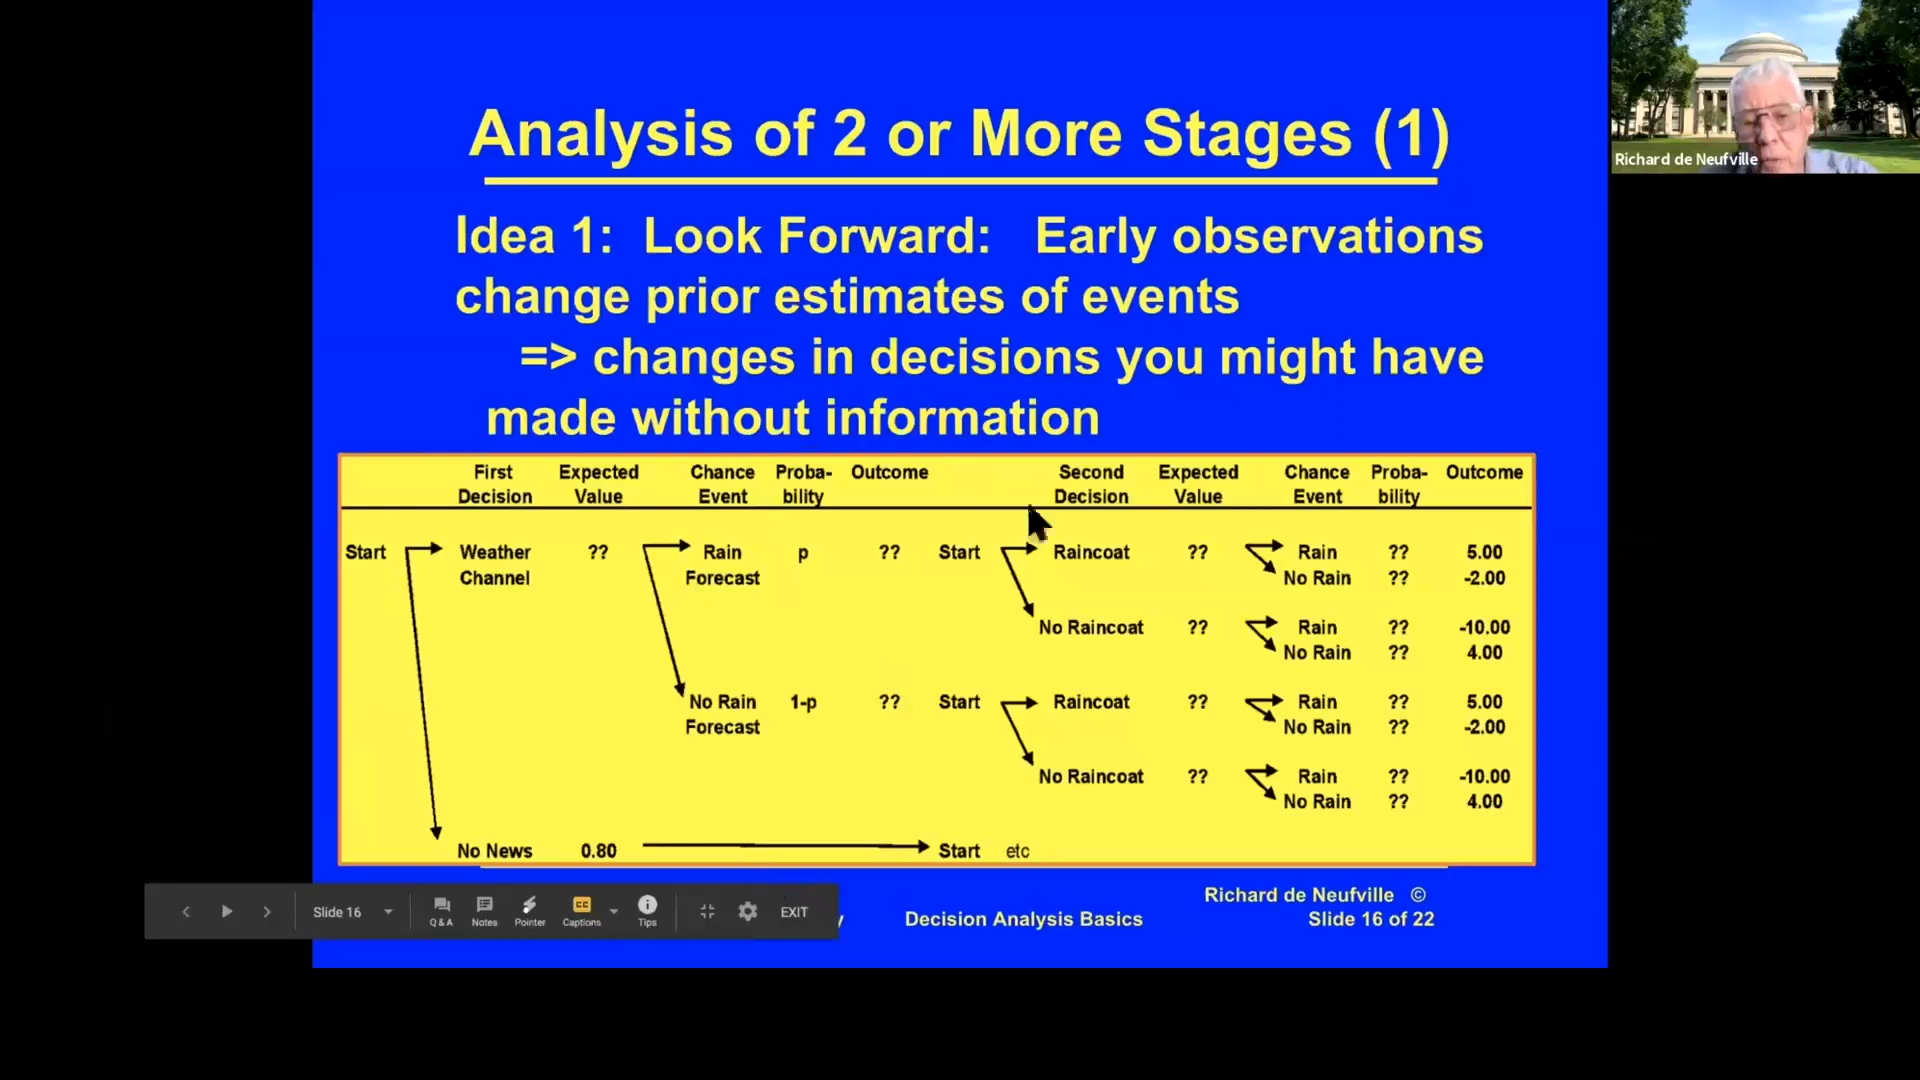 Analysis of 2 or More Stages (1)
Richard de Neufville
Idea 1: Look Forward: Early observations
change prior estimates of events
=> changes in decisions you might have
made without information
First Expected Chance Proba- Outcome Second Expected Chance Proba- Outcome
Decision Value Event bility Decision Value Event bility
Start Weather ?? Rain p ?? Start Raincoat ?? Rain ?? 5.00
Channel Forecast No Rain ?? -2.00
No Raincoat ?? Rain ?? -10.00
No Rain ?? 4.00
No Rain 1-p ?? Start Raincoat ?? Rain ?? 5.00
Forecast No Rain ?? -2.00
No Raincoat ?? Rain ?? -10.00
No Rain ?? 4.00
No News 0.80 Start etc
Richard de Neufville ©
Decision Analysis Basics Slide 16 of 22
Slide 16 Q & A Notes Pointer Captions Tips EXIT